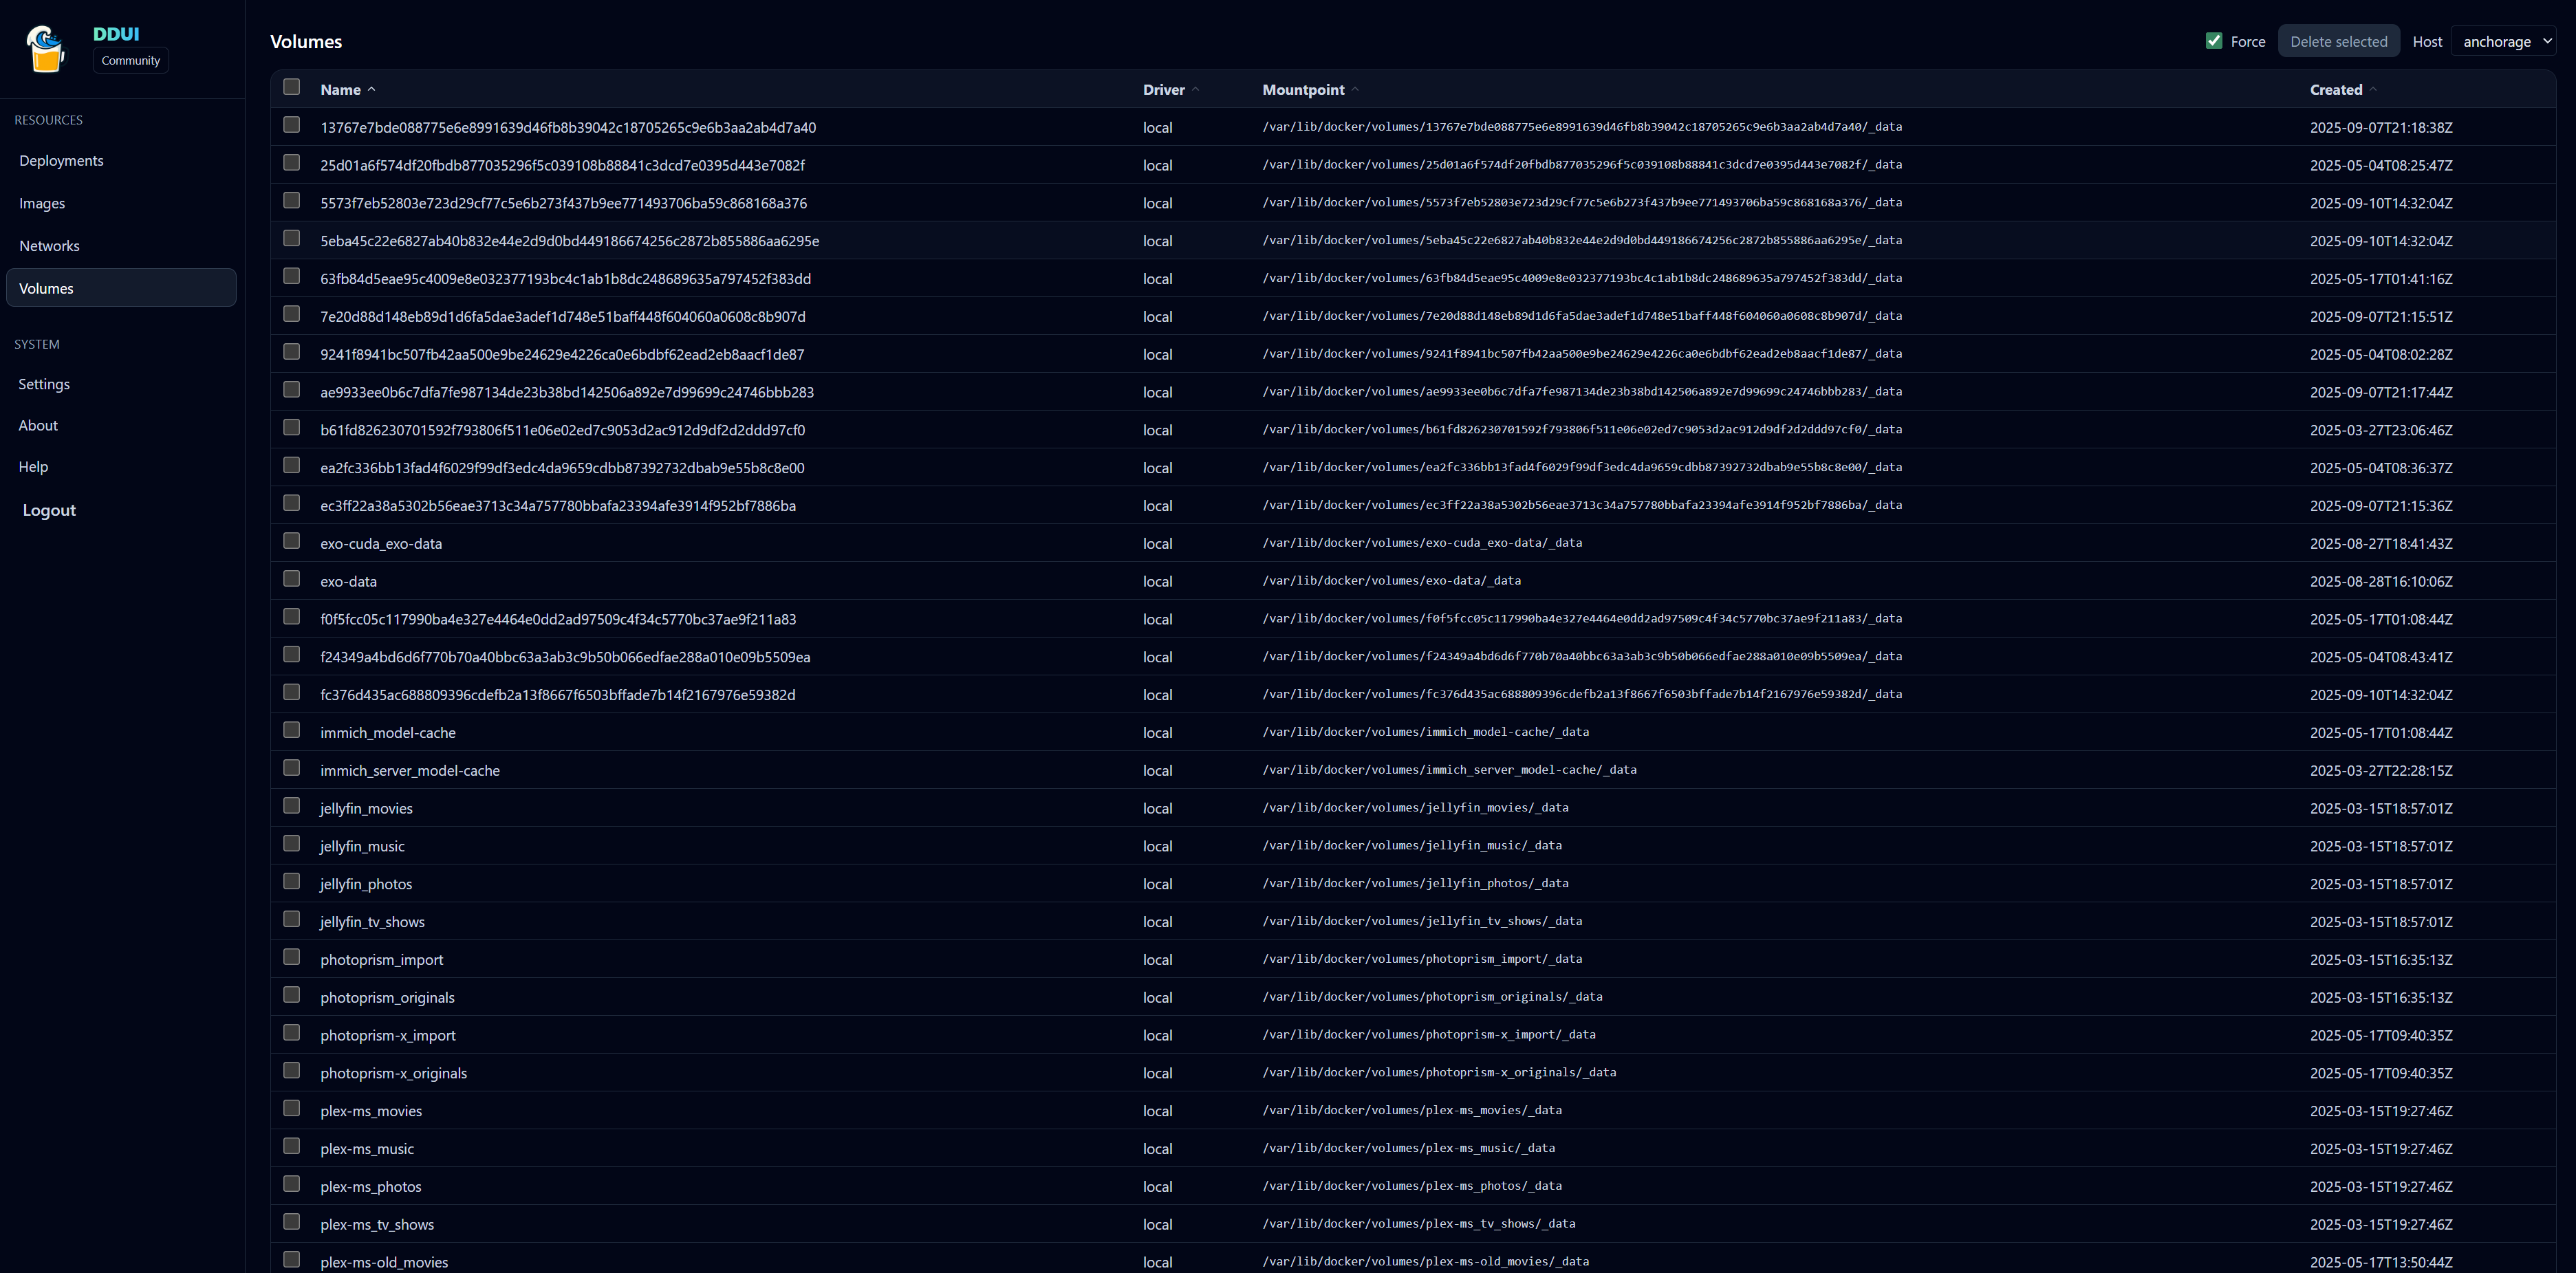 DDUI
Community
RESOURCES
Deployments
Images
Networks
Volumes
SYSTEM
Settings
About
Help
Logout
Volumes
Force Delete selected Host anchorage
Name Driver Mountpoint Created
13767e7bde088775e6e8991639d46fb8b39042c18705265c9e6b3aa2ab4d7a40 local /var/lib/docker/volumes/13767e7bde088775e6e8991639d46fb8b39042c18705265c9e6b3aa2ab4d7a40/_data 2025-09-07T21:18:38Z
25d01a6f574df20fbdb877035296f5c039108b88841c3dcd7e0395d443e7082f local /var/lib/docker/volumes/25d01a6f574df20fbdb877035296f5c039108b88841c3dcd7e0395d443e7082f/_data 2025-05-04T08:25:47Z
5573f7eb52803e723d29cf77c5e6b273f437b9ee771493706ba59c868168a376 local /var/lib/docker/volumes/5573f7eb52803e723d29cf77c5e6b273f437b9ee771493706ba59c868168a376/_data 2025-09-10T14:32:04Z
5eba45c22e6827ab40b832e44e2d9d0bd449186674256c2872b855886aa6295e local /var/lib/docker/volumes/5eba45c22e6827ab40b832e44e2d9d0bd449186674256c2872b855886aa6295e/_data 2025-09-10T14:32:04Z
63fb84d5eae95c4009e8e032377193bc4c1ab1b8dc248689635a797452f383dd local /var/lib/docker/volumes/63fb84d5eae95c4009e8e032377193bc4c1ab1b8dc248689635a797452f383dd/_data 2025-05-17T01:41:16Z
7e20d88d148eb89d1d6fa5dae3adef1d748e51baff448f604060a0608c8b907d local /var/lib/docker/volumes/7e20d88d148eb89d1d6fa5dae3adef1d748e51baff448f604060a0608c8b907d/_data 2025-09-07T21:15:51Z
9241f8941bc507fb42aa500e9be24629e4226ca0e6bdbf62ead2eb8aacf1de87 local /var/lib/docker/volumes/9241f8941bc507fb42aa500e9be24629e4226ca0e6bdbf62ead2eb8aacf1de87/_data 2025-05-04T08:02:28Z
ae9933ee0b6c7dfa7fe987134de23b38bd142506a892e7d99699c24746bbb283 local /var/lib/docker/volumes/ae9933ee0b6c7dfa7fe987134de23b38bd142506a892e7d99699c24746bbb283/_data 2025-09-07T21:17:44Z
b61fd826230701592f793806f511e06e02ed7c9053d2ac912d9df2d2ddd97cf0 local /var/lib/docker/volumes/b61fd826230701592f793806f511e06e02ed7c9053d2ac912d9df2d2ddd97cf0/_data 2025-03-27T23:06:46Z
ea2fc336bb13fad4f6029f99df3edc4da9659cdbb87392732dbab9e55b8c8e00 local /var/lib/docker/volumes/ea2fc336bb13fad4f6029f99df3edc4da9659cdbb87392732dbab9e55b8c8e00/_data 2025-05-04T08:36:37Z
ec3ff22a38a5302b56eae3713c34a757780bbafa23394afe3914f952bf7886ba local /var/lib/docker/volumes/ec3ff22a38a5302b56eae3713c34a757780bbafa23394afe3914f952bf7886ba/_data 2025-09-07T21:15:36Z
exo-cuda_exo-data local /var/lib/docker/volumes/exo-cuda_exo-data/_data 2025-08-27T18:41:43Z
exo-data local /var/lib/docker/volumes/exo-data/_data 2025-08-28T16:10:06Z
f0f5fcc05c117990ba4e327e4464e0dd2ad97509c4f34c5770bc37ae9f211a83 local /var/lib/docker/volumes/f0f5fcc05c117990ba4e327e4464e0dd2ad97509c4f34c5770bc37ae9f211a83/_data 2025-05-17T01:08:44Z
f24349a4bd6d6f770b70a40bbc63a3ab3c9b50b066edfae288a010e09b5509ea local /var/lib/docker/volumes/f24349a4bd6d6f770b70a40bbc63a3ab3c9b50b066edfae288a010e09b5509ea/_data 2025-05-04T08:43:41Z
fc376d435ac688809396cdefb2a13f8667f6503bffade7b14f2167976e59382d local /var/lib/docker/volumes/fc376d435ac688809396cdefb2a13f8667f6503bffade7b14f2167976e59382d/_data 2025-09-10T14:32:04Z
immich_model-cache local /var/lib/docker/volumes/immich_model-cache/_data 2025-05-17T01:08:44Z
immich_server_model-cache local /var/lib/docker/volumes/immich_server_model-cache/_data 2025-03-27T22:28:15Z
jellyfin_movies local /var/lib/docker/volumes/jellyfin_movies/_data 2025-03-15T18:57:01Z
jellyfin_music local /var/lib/docker/volumes/jellyfin_music/_data 2025-03-15T18:57:01Z
jellyfin_photos local /var/lib/docker/volumes/jellyfin_photos/_data 2025-03-15T18:57:01Z
jellyfin_tv_shows local /var/lib/docker/volumes/jellyfin_tv_shows/_data 2025-03-15T18:57:01Z
photoprism_import local /var/lib/docker/volumes/photoprism_import/_data 2025-03-15T16:35:13Z
photoprism_originals local /var/lib/docker/volumes/photoprism_originals/_data 2025-03-15T16:35:13Z
photoprism-x_import local /var/lib/docker/volumes/photoprism-x_import/_data 2025-05-17T09:40:35Z
photoprism-x_originals local /var/lib/docker/volumes/photoprism-x_originals/_data 2025-05-17T09:40:35Z
plex-ms_movies local /var/lib/docker/volumes/plex-ms_movies/_data 2025-03-15T19:27:46Z
plex-ms_music local /var/lib/docker/volumes/plex-ms_music/_data 2025-03-15T19:27:46Z
plex-ms_photos local /var/lib/docker/volumes/plex-ms_photos/_data 2025-03-15T19:27:46Z
plex-ms_tv_shows local /var/lib/docker/volumes/plex-ms_tv_shows/_data 2025-03-15T19:27:46Z
plex-ms-old_movies local /var/lib/docker/volumes/plex-ms-old_movies/_data 2025-05-17T13:50:44Z